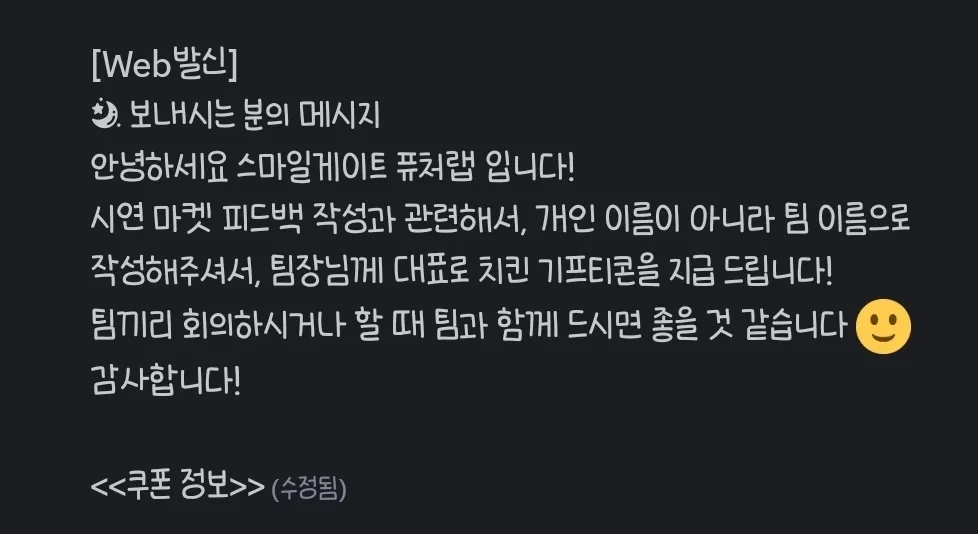 [Web발신]
🌛. 보내시는 분의 메시지
안녕하세요 스마일게이트 퓨처랩 입니다!
시연 마켓 피드백 작성과 관련해서, 개인 이름이 아니라 팀 이름으로
작성해주셔서, 팀장님께 대표로 치킨 기프티콘을 지급 드립니다!
팀끼리 회의하시거나 할 때 팀과 함께 드시면 좋을 것 같습니다 🙂
감사합니다!
<<쿠폰 정보>> (수정됨)